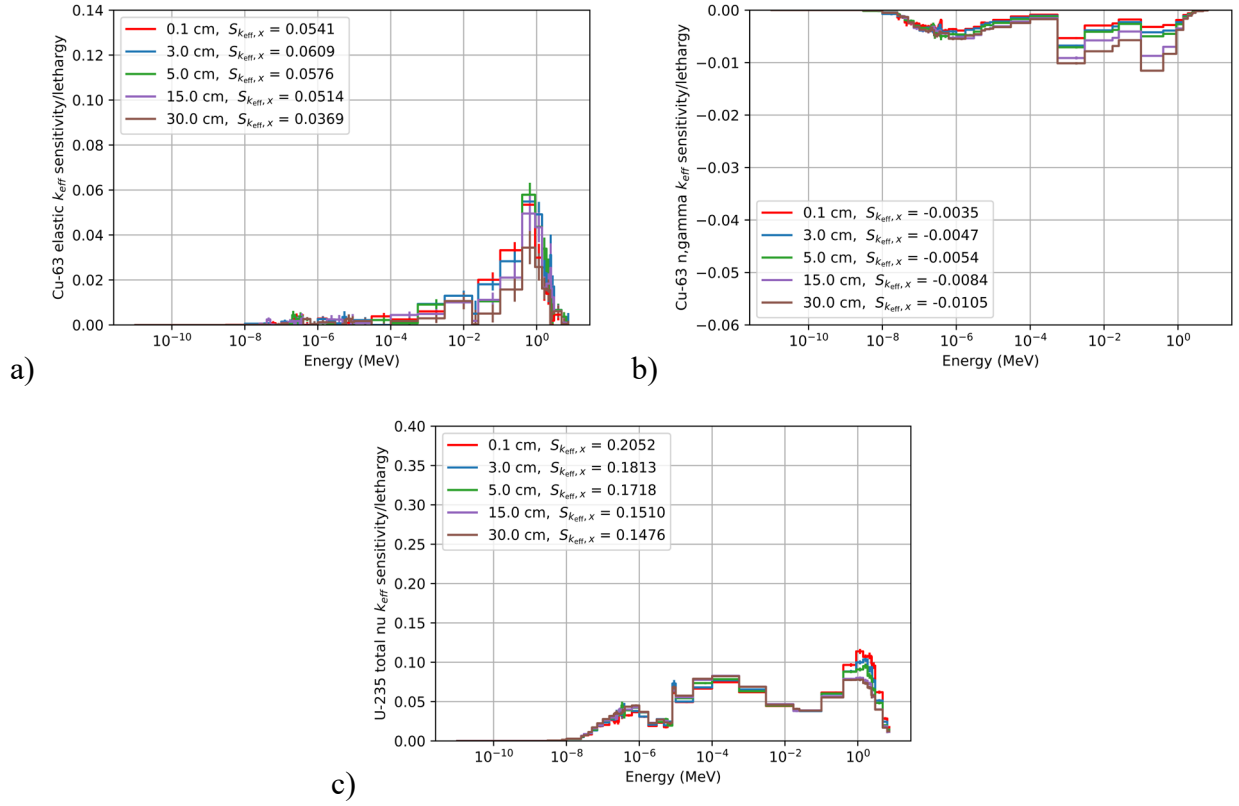 Cu-63 elastic k_eff sensitivity/lethargy
0.14
0.12
0.10
0.08
0.06
0.04
0.02
0.00
0.1 cm, S_keff, x = 0.0541
3.0 cm, S_keff, x = 0.0609
5.0 cm, S_keff, x = 0.0576
15.0 cm, S_keff, x = 0.0514
30.0 cm, S_keff, x = 0.0369
10⁻¹⁰ 10⁻⁸ 10⁻⁶ 10⁻⁴ 10⁻² 10⁰
Energy (MeV)
a)
Cu-63 n,gamma k_eff sensitivity/lethargy
0.00
−0.01
−0.02
−0.03
−0.04
−0.05
−0.06
0.1 cm, S_keff, x = -0.0035
3.0 cm, S_keff, x = -0.0047
5.0 cm, S_keff, x = -0.0054
15.0 cm, S_keff, x = -0.0084
30.0 cm, S_keff, x = -0.0105
10⁻¹⁰ 10⁻⁸ 10⁻⁶ 10⁻⁴ 10⁻² 10⁰
Energy (MeV)
b)
U-235 total nu k_eff sensitivity/lethargy
0.40
0.35
0.30
0.25
0.20
0.15
0.10
0.05
0.00
0.1 cm, S_keff, x = 0.2052
3.0 cm, S_keff, x = 0.1813
5.0 cm, S_keff, x = 0.1718
15.0 cm, S_keff, x = 0.1510
30.0 cm, S_keff, x = 0.1476
10⁻¹⁰ 10⁻⁸ 10⁻⁶ 10⁻⁴ 10⁻² 10⁰
Energy (MeV)
c)